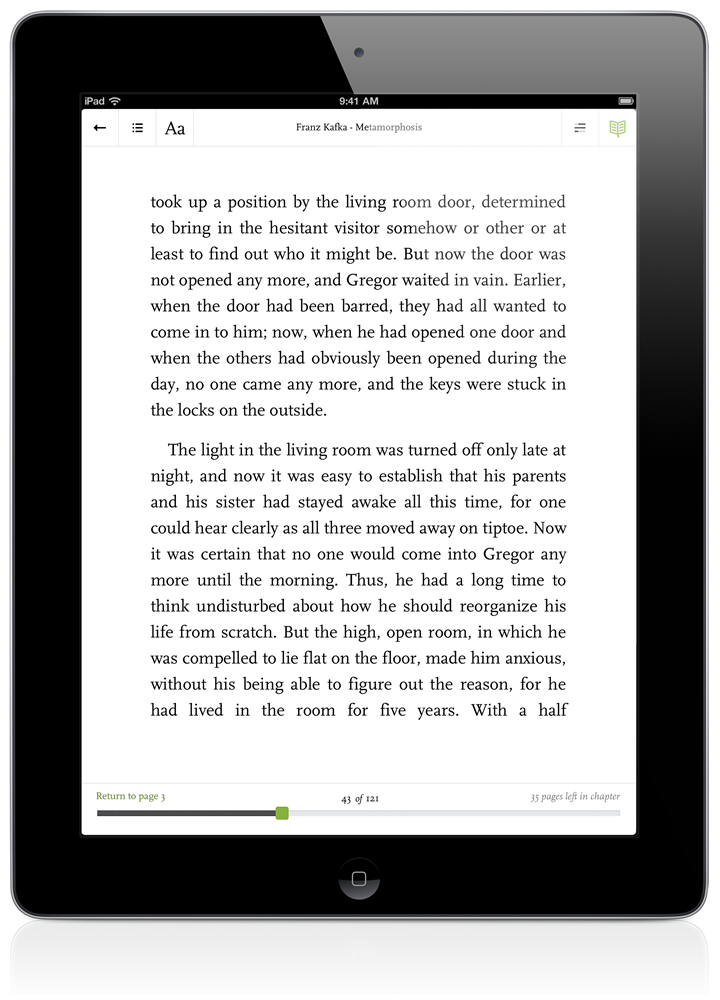 iPad 9:41 AM
Aa Franz Kafka - Metamorphosis
took up a position by the living room door, determined
to bring in the hesitant visitor somehow or other or at
least to find out who it might be. But now the door was
not opened any more, and Gregor waited in vain. Earlier,
when the door had been barred, they had all wanted to
come in to him; now, when he had opened one door and
when the others had obviously been opened during the
day, no one came any more, and the keys were stuck in
the locks on the outside.
The light in the living room was turned off only late at
night, and now it was easy to establish that his parents
and his sister had stayed awake all this time, for one
could hear clearly as all three moved away on tiptoe. Now
it was certain that no one would come into Gregor any
more until the morning. Thus, he had a long time to
think undisturbed about how he should reorganize his
life from scratch. But the high, open room, in which he
was compelled to lie flat on the floor, made him anxious,
without his being able to figure out the reason, for he
had lived in the room for five years. With a half
Return to page 3 43 of 121 35 pages left in chapter